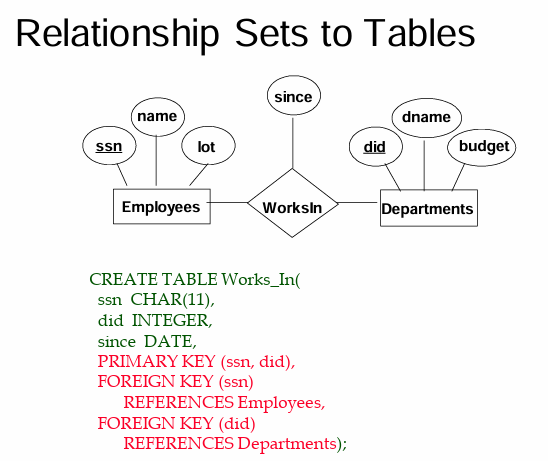 Relationship Sets to Tables
since
name
dname
ssn
lot
did
budget
Employees
WorksIn
Departments
CREATE TABLE Works_In(
ssn CHAR(11),
did INTEGER,
since DATE,
PRIMARY KEY (ssn, did),
FOREIGN KEY (ssn)
REFERENCES Employees,
FOREIGN KEY (did)
REFERENCES Departments);